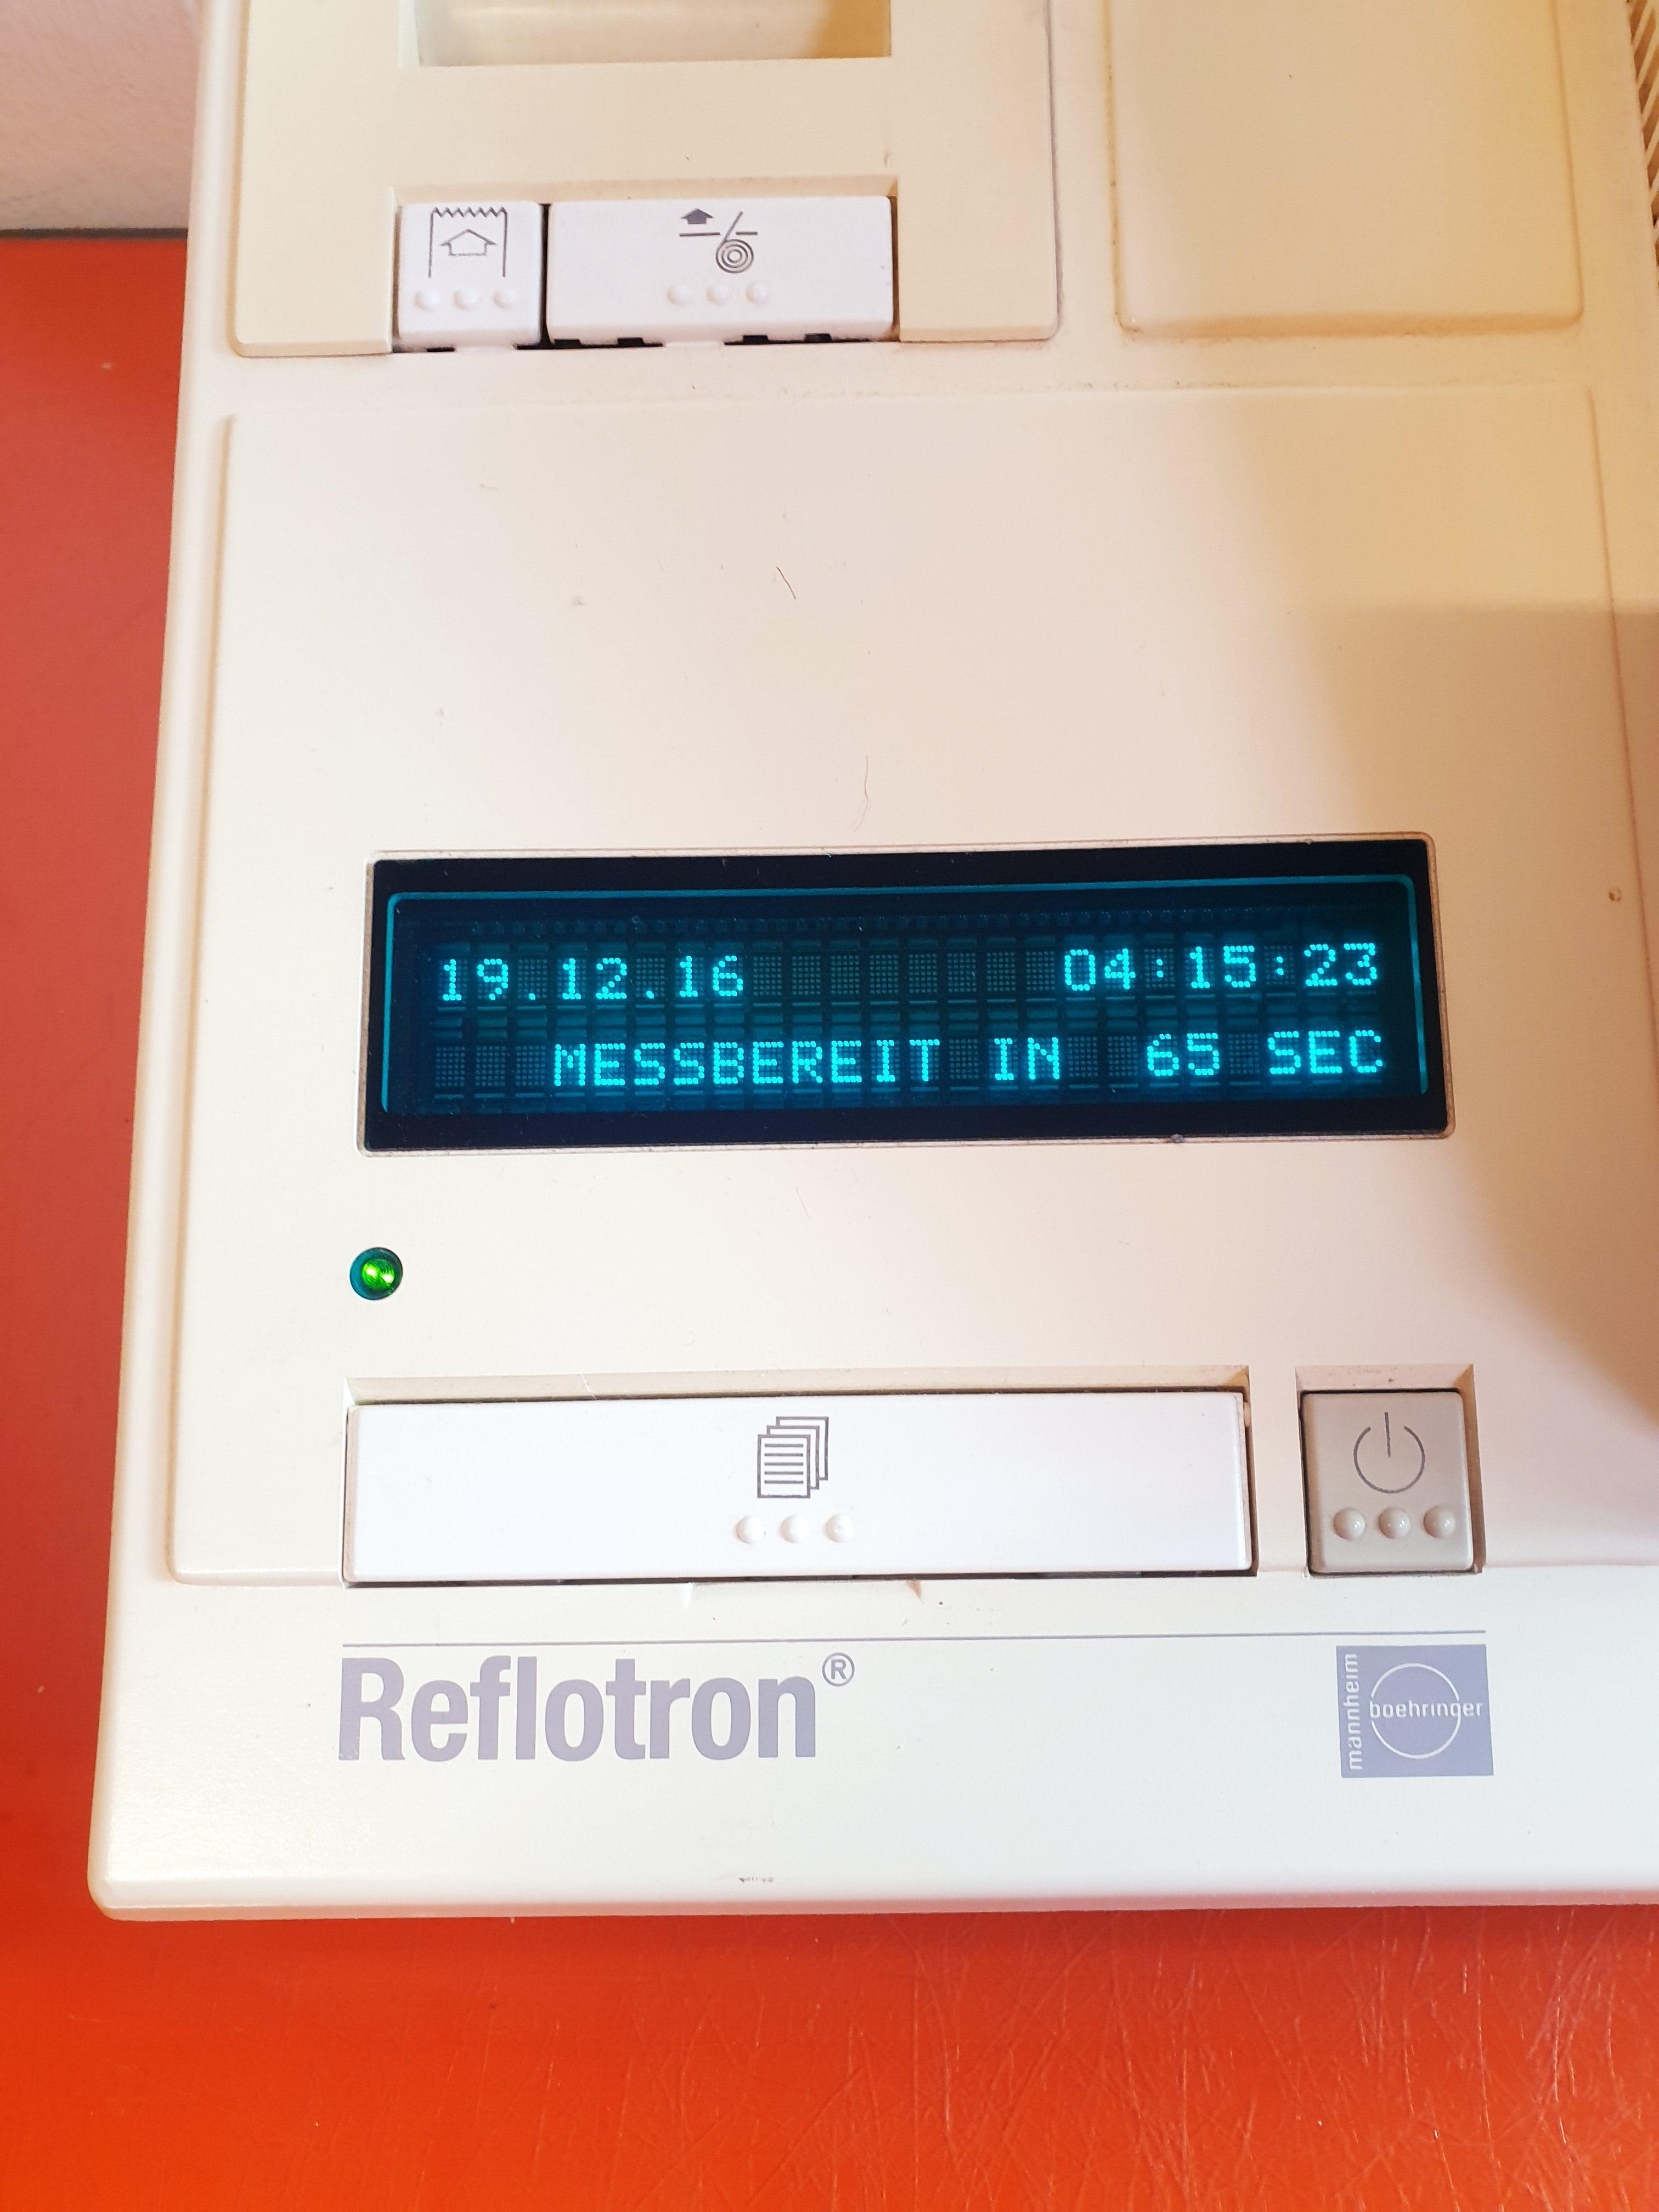 19.12.16 04:15:23
MESSBEREIT IN 65 SEC
Reflotron®
mannheim
boehringer